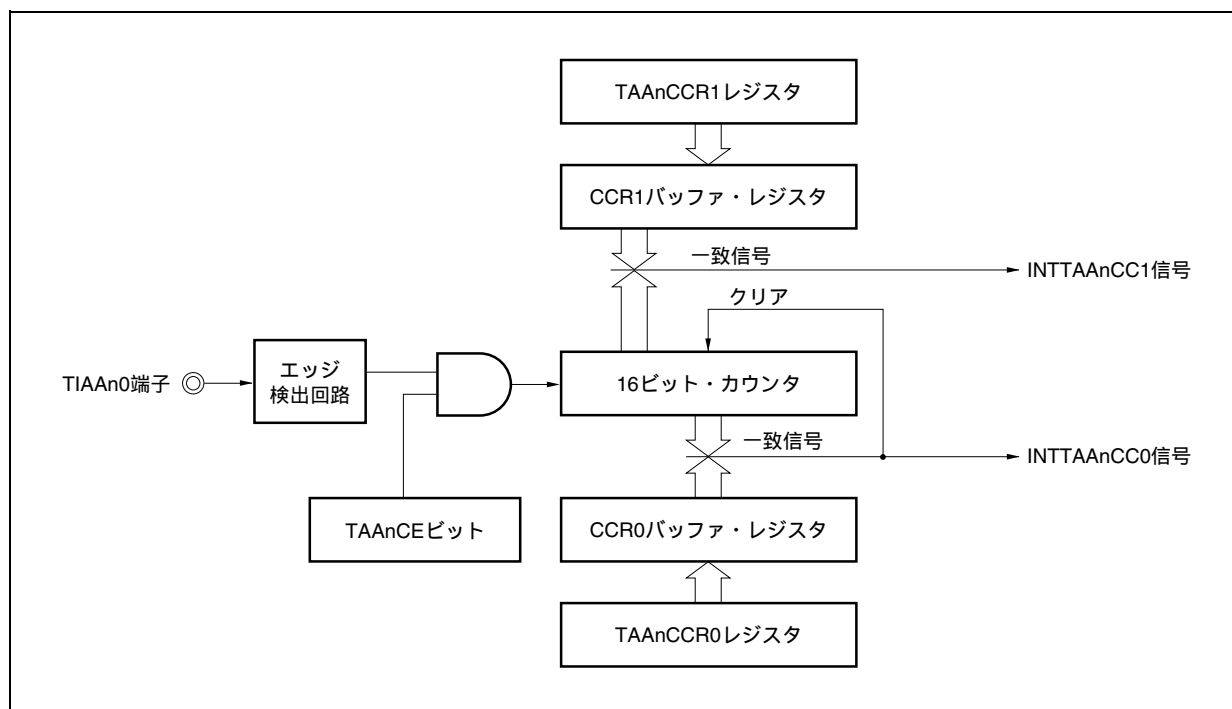 TAAnCCR1レジスタ
CCR1バッファ・レジスタ
一致信号
INTTAAnCC1信号
クリア
TIAAn0端子
エッジ
検出回路
16ビット・カウンタ
一致信号
INTTAAnCC0信号
TAAnCEビット
CCR0バッファ・レジスタ
TAAnCCR0レジスタ